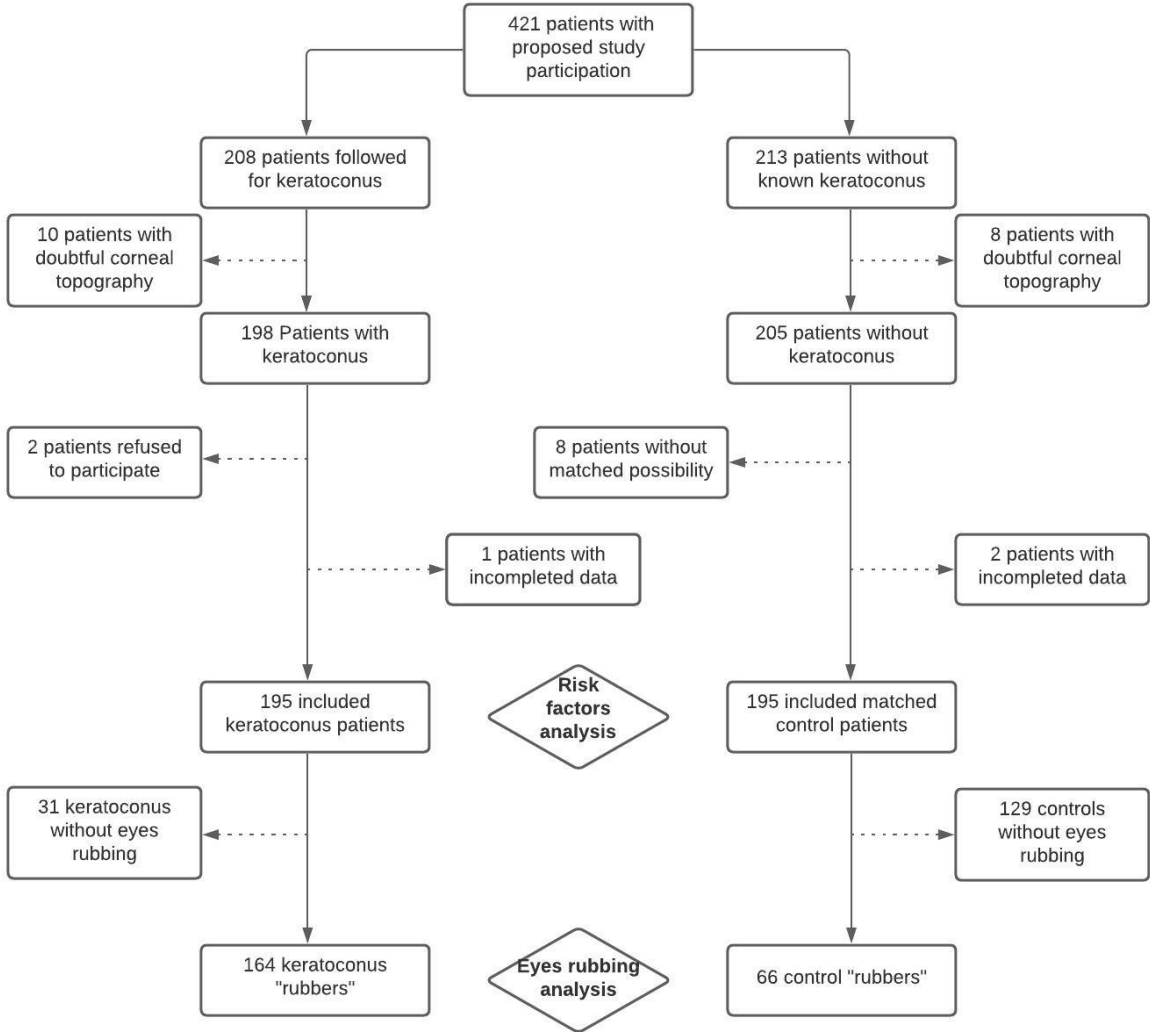 421 patients with
proposed study
participation
208 patients followed
for keratoconus
213 patients without
known keratoconus
10 patients with
doubtful corneal
topography
8 patients with
doubtful corneal
topography
198 Patients with
keratoconus
205 patients without
keratoconus
2 patients refused
to participate
8 patients without
matched possibility
1 patients with
incompleted data
2 patients with
incompleted data
195 included
keratoconus patients
Risk
factors
analysis
195 included matched
control patients
31 keratoconus
without eyes
rubbing
129 controls
without eyes
rubbing
164 keratoconus
"rubbers"
Eyes rubbing
analysis
66 control "rubbers"